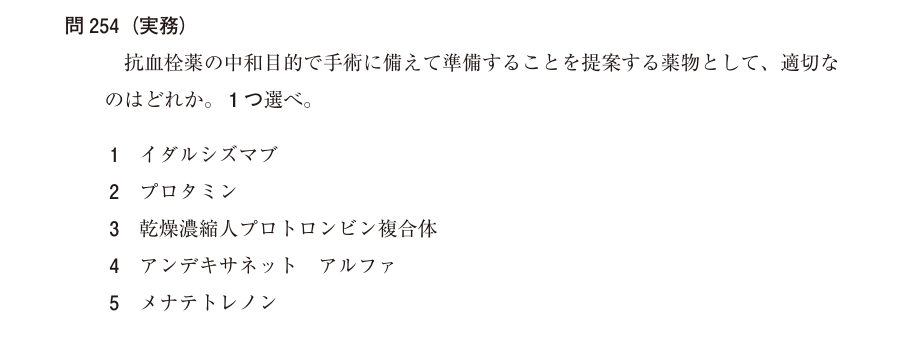 問 254（実務）
抗血栓薬の中和目的で手術に備えて準備することを提案する薬物として、適切な
のはどれか。1つ選べ。
1 イダルシズマブ
2 プロタミン
3 乾燥濃縮人プロトロンビン複合体
4 アンデキサネット　アルファ
5 メナテトレノン